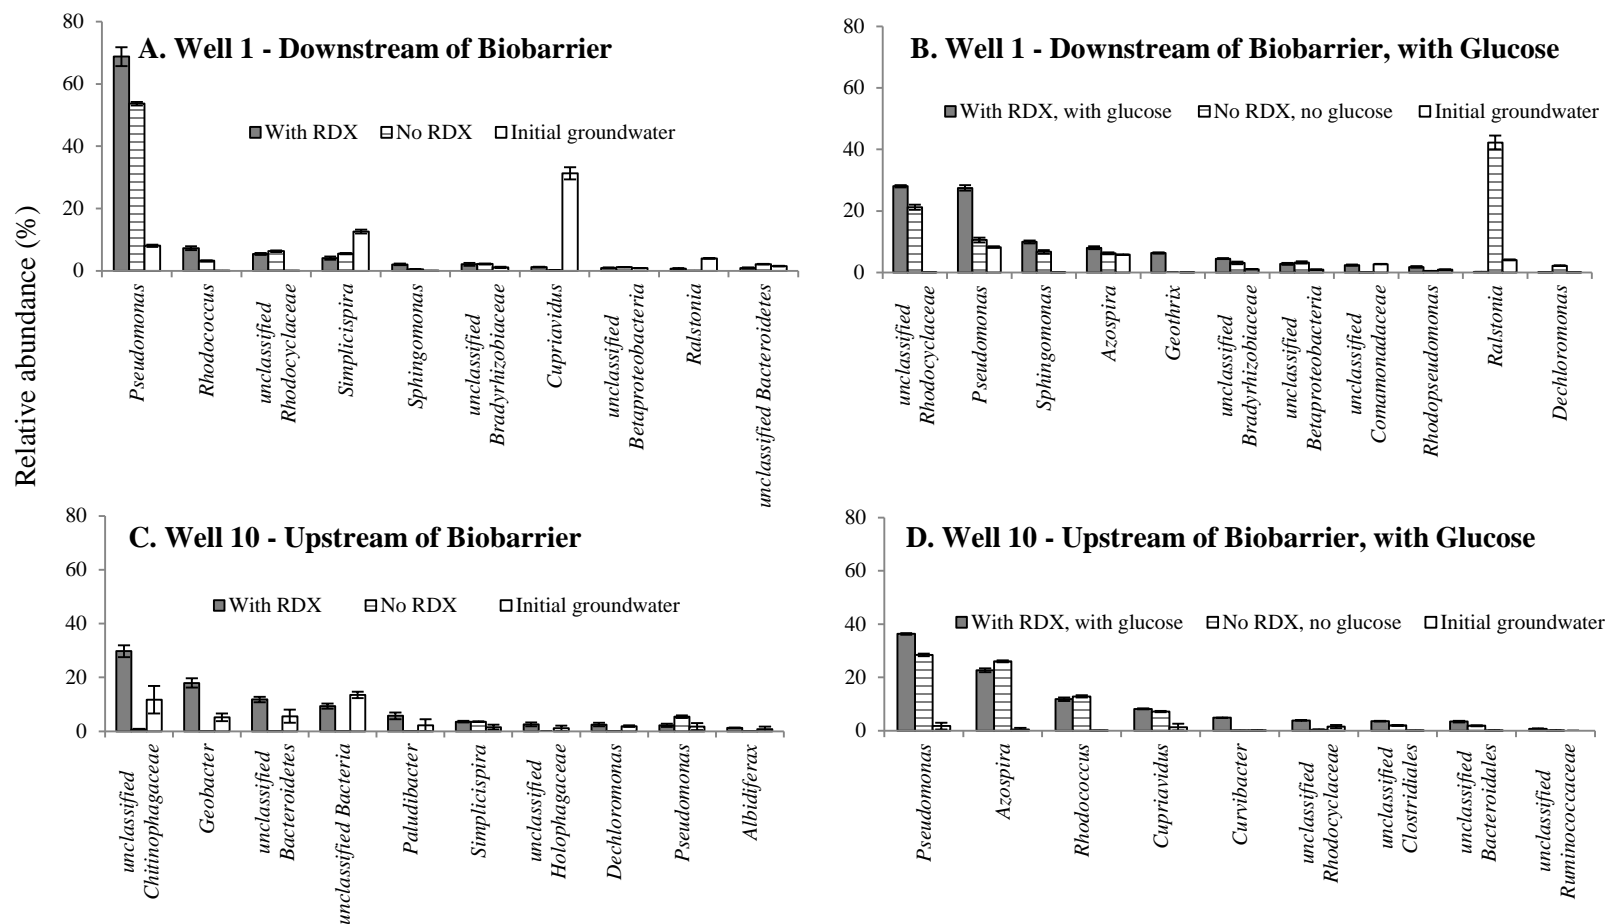 Relative abundance (%)
A. Well 1 - Downstream of Biobarrier
80
60
40
20
0
With RDX
No RDX
Initial groundwater
Pseudomonas
Rhodococcus
unclassified
Rhodocyclaceae
Simplicispira
Sphingomonas
unclassified
Bradyrhizobiaceae
Cupriavidus
unclassified
Betaproteobacteria
Ralstonia
unclassified Bacteroidetes
B. Well 1 - Downstream of Biobarrier, with Glucose
80
60
40
20
0
With RDX, with glucose
No RDX, no glucose
Initial groundwater
unclassified
Rhodocyclaceae
Pseudomonas
Sphingomonas
Azospira
Geothrix
unclassified
Bradyrhizobiaceae
unclassified
Betaproteobacteria
unclassified
Comamonadaceae
Rhodopseudomonas
Ralstonia
Dechloromonas
C. Well 10 - Upstream of Biobarrier
80
60
40
20
0
With RDX
No RDX
Initial groundwater
unclassified
Chitinophagaceae
Geobacter
unclassified
Bacteroidetes
unclassified Bacteria
Paludibacter
Simplicispira
unclassified
Holophagaceae
Dechloromonas
Pseudomonas
Albidiferax
D. Well 10 - Upstream of Biobarrier, with Glucose
80
60
40
20
0
With RDX, with glucose
No RDX, no glucose
Initial groundwater
Pseudomonas
Azospira
Rhodococcus
Cupriavidus
Curvibacter
unclassified
Rhodocyclaceae
unclassified
Clostridiales
unclassified
Bacteroidales
unclassified
Ruminococcaceae